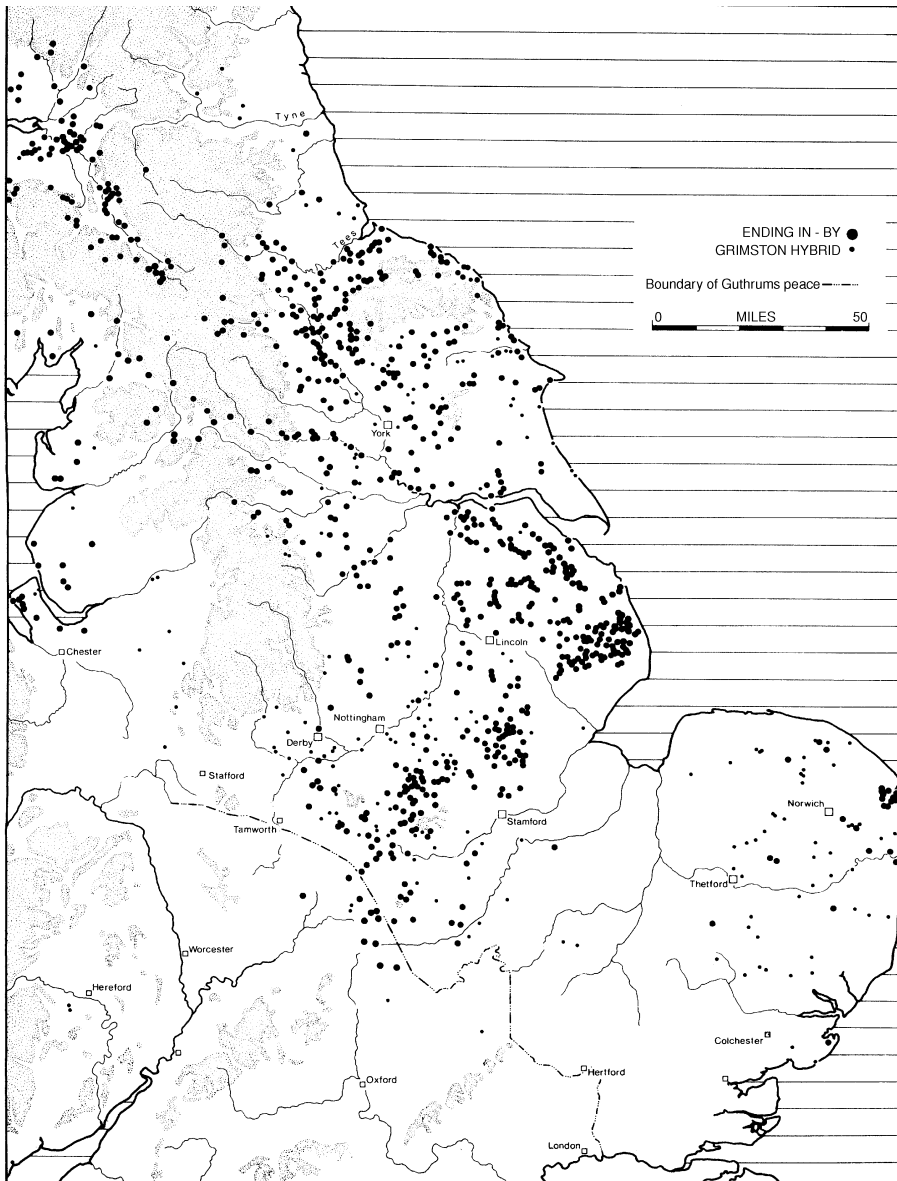 Tyne
Tees
ENDING IN - BY
GRIMSTON HYBRID
Boundary of Guthrums peace
0 MILES 50
York
Lincoln
Chester
Nottingham
Derby
Stafford
Tamworth
Stamford
Norwich
Thetford
Worcester
Hereford
Colchester
Oxford
Hertford
London